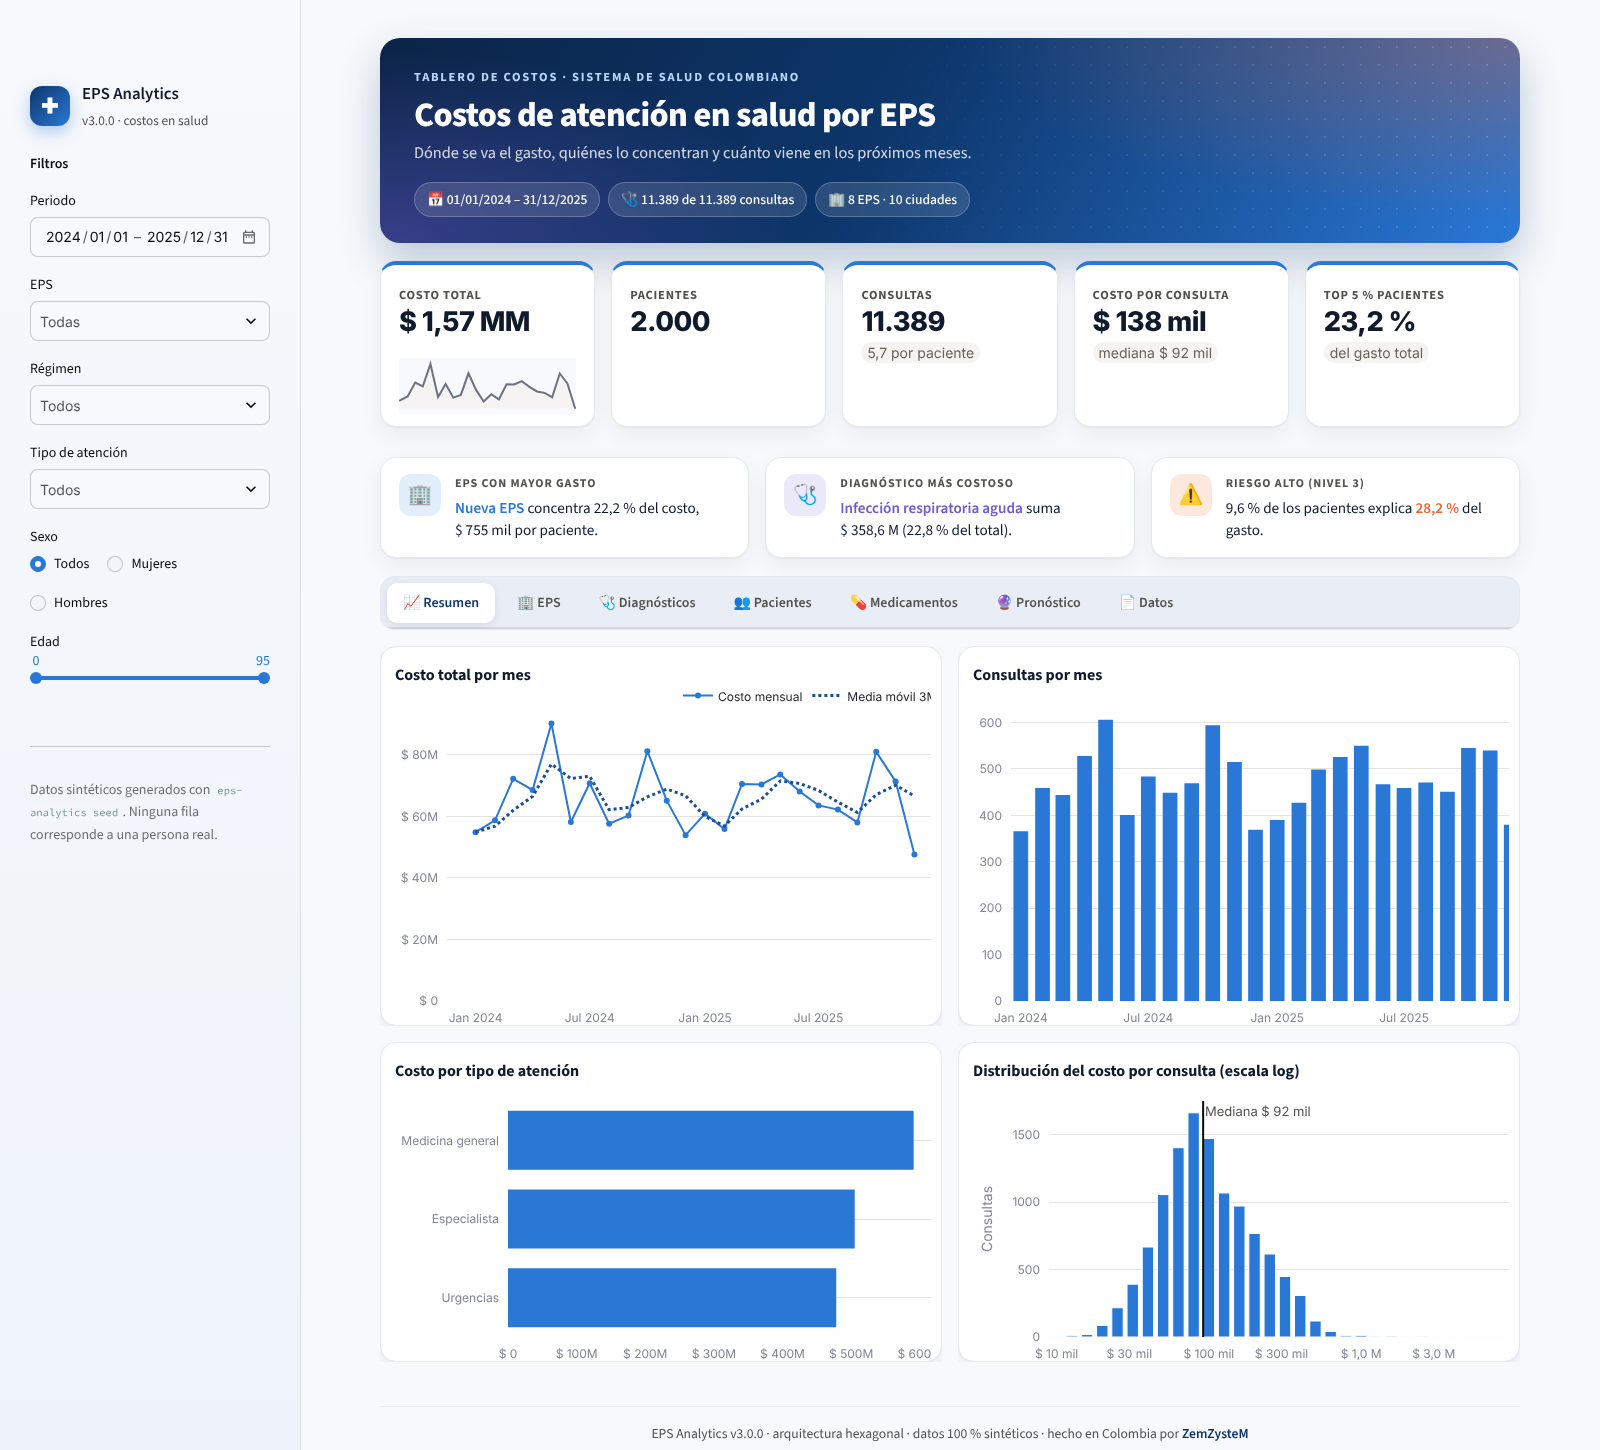 EPS Analytics
v3.0.0 · costos en salud
Filtros
Periodo
2024/01/01 – 2025/12/31
EPS
Todas
Régimen
Todos
Tipo de atención
Todos
Sexo
Todos
Mujeres
Hombres
Edad
0
95
Datos sintéticos generados con eps-
analytics seed . Ninguna fila
corresponde a una persona real.
TABLERO DE COSTOS · SISTEMA DE SALUD COLOMBIANO
Costos de atención en salud por EPS
Dónde se va el gasto, quiénes lo concentran y cuánto viene en los próximos meses.
📅 01/01/2024 – 31/12/2025
🩺 11.389 de 11.389 consultas
🏢 8 EPS · 10 ciudades
COSTO TOTAL
$ 1,57 MM
PACIENTES
2.000
CONSULTAS
11.389
5,7 por paciente
COSTO POR CONSULTA
$ 138 mil
mediana $ 92 mil
TOP 5 % PACIENTES
23,2 %
del gasto total
EPS CON MAYOR GASTO
Nueva EPS concentra 22,2 % del costo,
$ 755 mil por paciente.
DIAGNÓSTICO MÁS COSTOSO
Infección respiratoria aguda suma
$ 358,6 M (22,8 % del total).
RIESGO ALTO (NIVEL 3)
9,6 % de los pacientes explica 28,2 % del
gasto.
📈 Resumen
🏢 EPS
🩺 Diagnósticos
👥 Pacientes
💊 Medicamentos
🔮 Pronóstico
📄 Datos
Costo total por mes
Costo mensual
Media móvil 3M
$ 80M
$ 60M
$ 40M
$ 20M
$ 0
Jan 2024
Jul 2024
Jan 2025
Jul 2025
Consultas por mes
600
500
400
300
200
100
0
Jan 2024
Jul 2024
Jan 2025
Jul 2025
Costo por tipo de atención
Medicina general
Especialista
Urgencias
$ 0
$ 100M
$ 200M
$ 300M
$ 400M
$ 500M
$ 600
Distribución del costo por consulta (escala log)
Mediana $ 92 mil
Consultas
1500
1000
500
0
$ 10 mil
$ 30 mil
$ 100 mil
$ 300 mil
$ 1,0 M
$ 3,0 M
EPS Analytics v3.0.0 · arquitectura hexagonal · datos 100 % sintéticos · hecho en Colombia por ZemZysteM